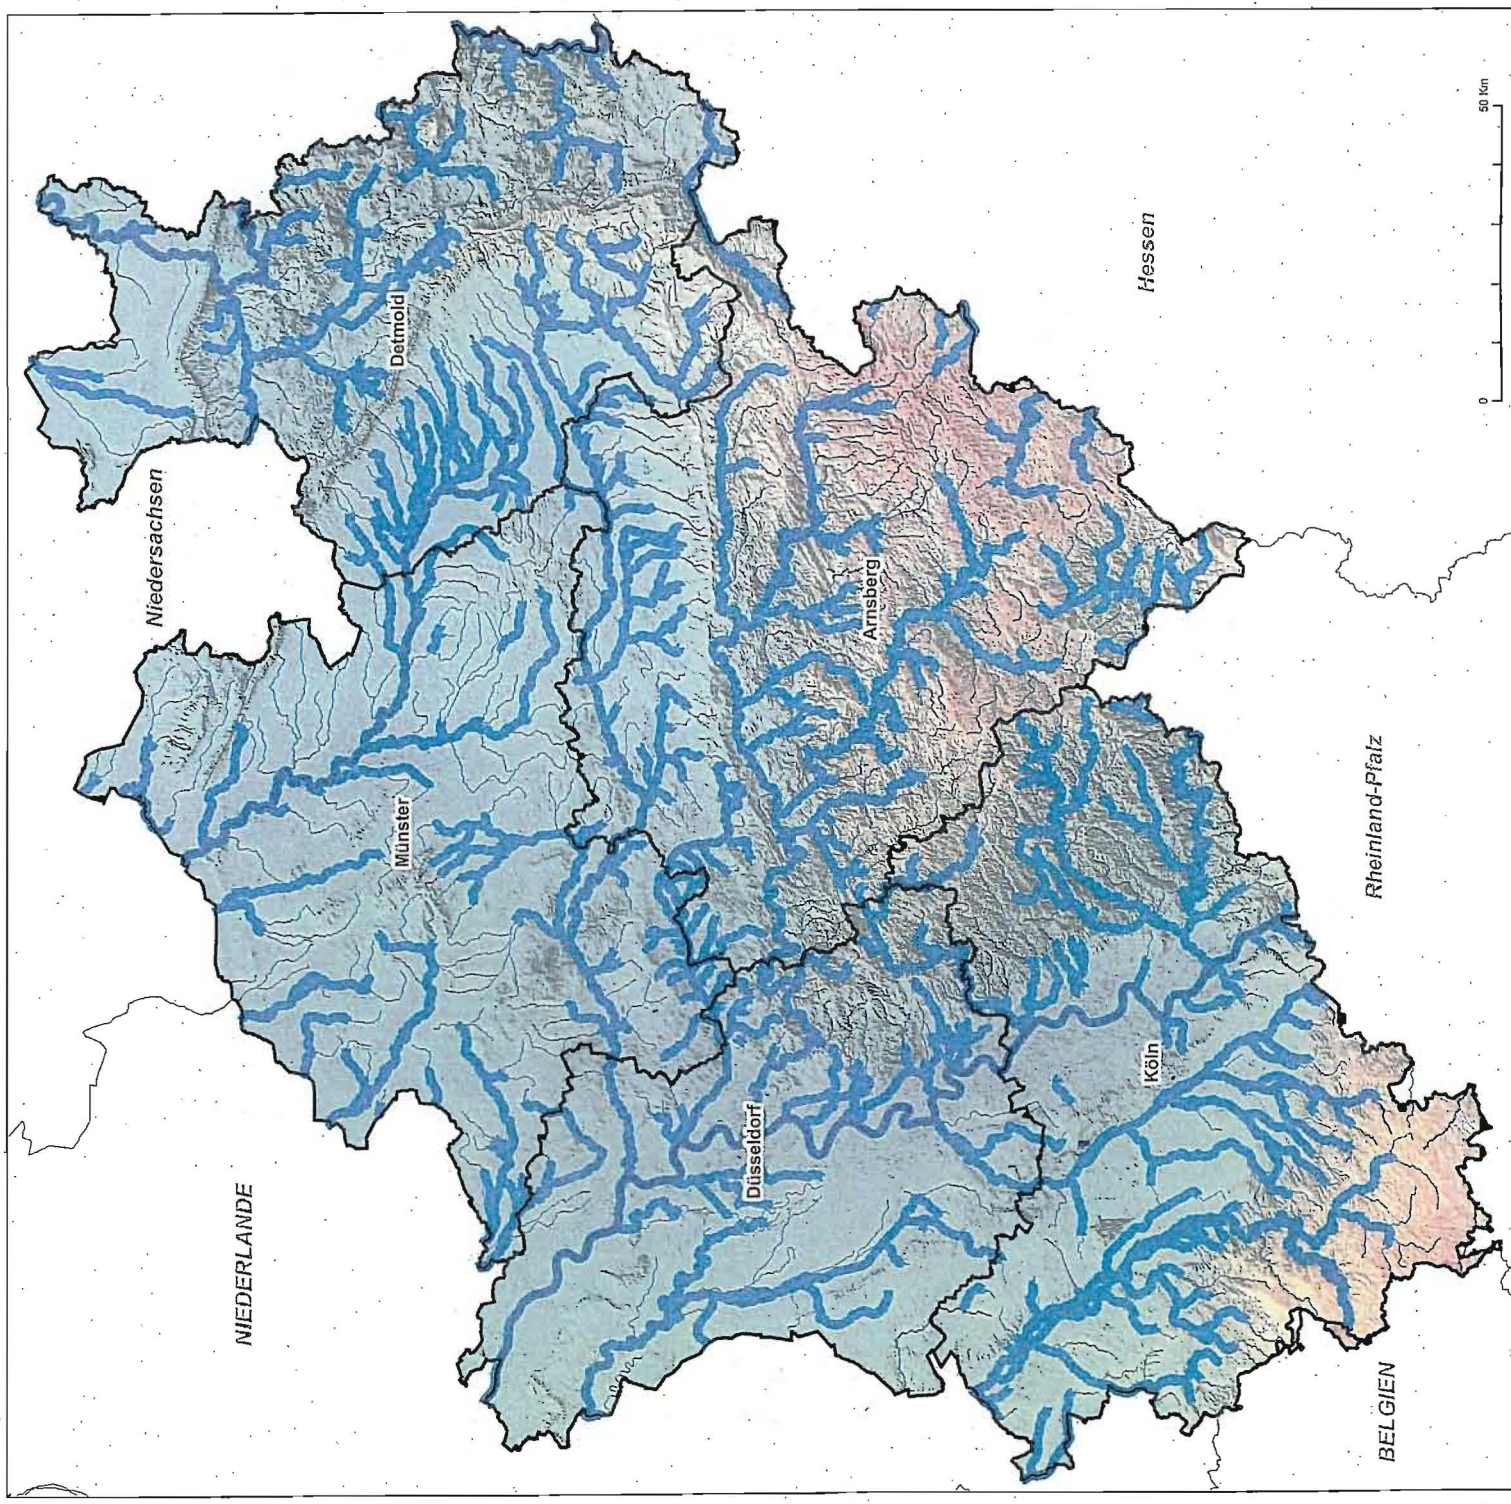 NIEDERLANDE
Niedersachsen
Münster
Detmold
Düsseldorf
Arnsberg
Köln
BELGIEN
Rheinland-Pfalz
Hessen
0
50 Km